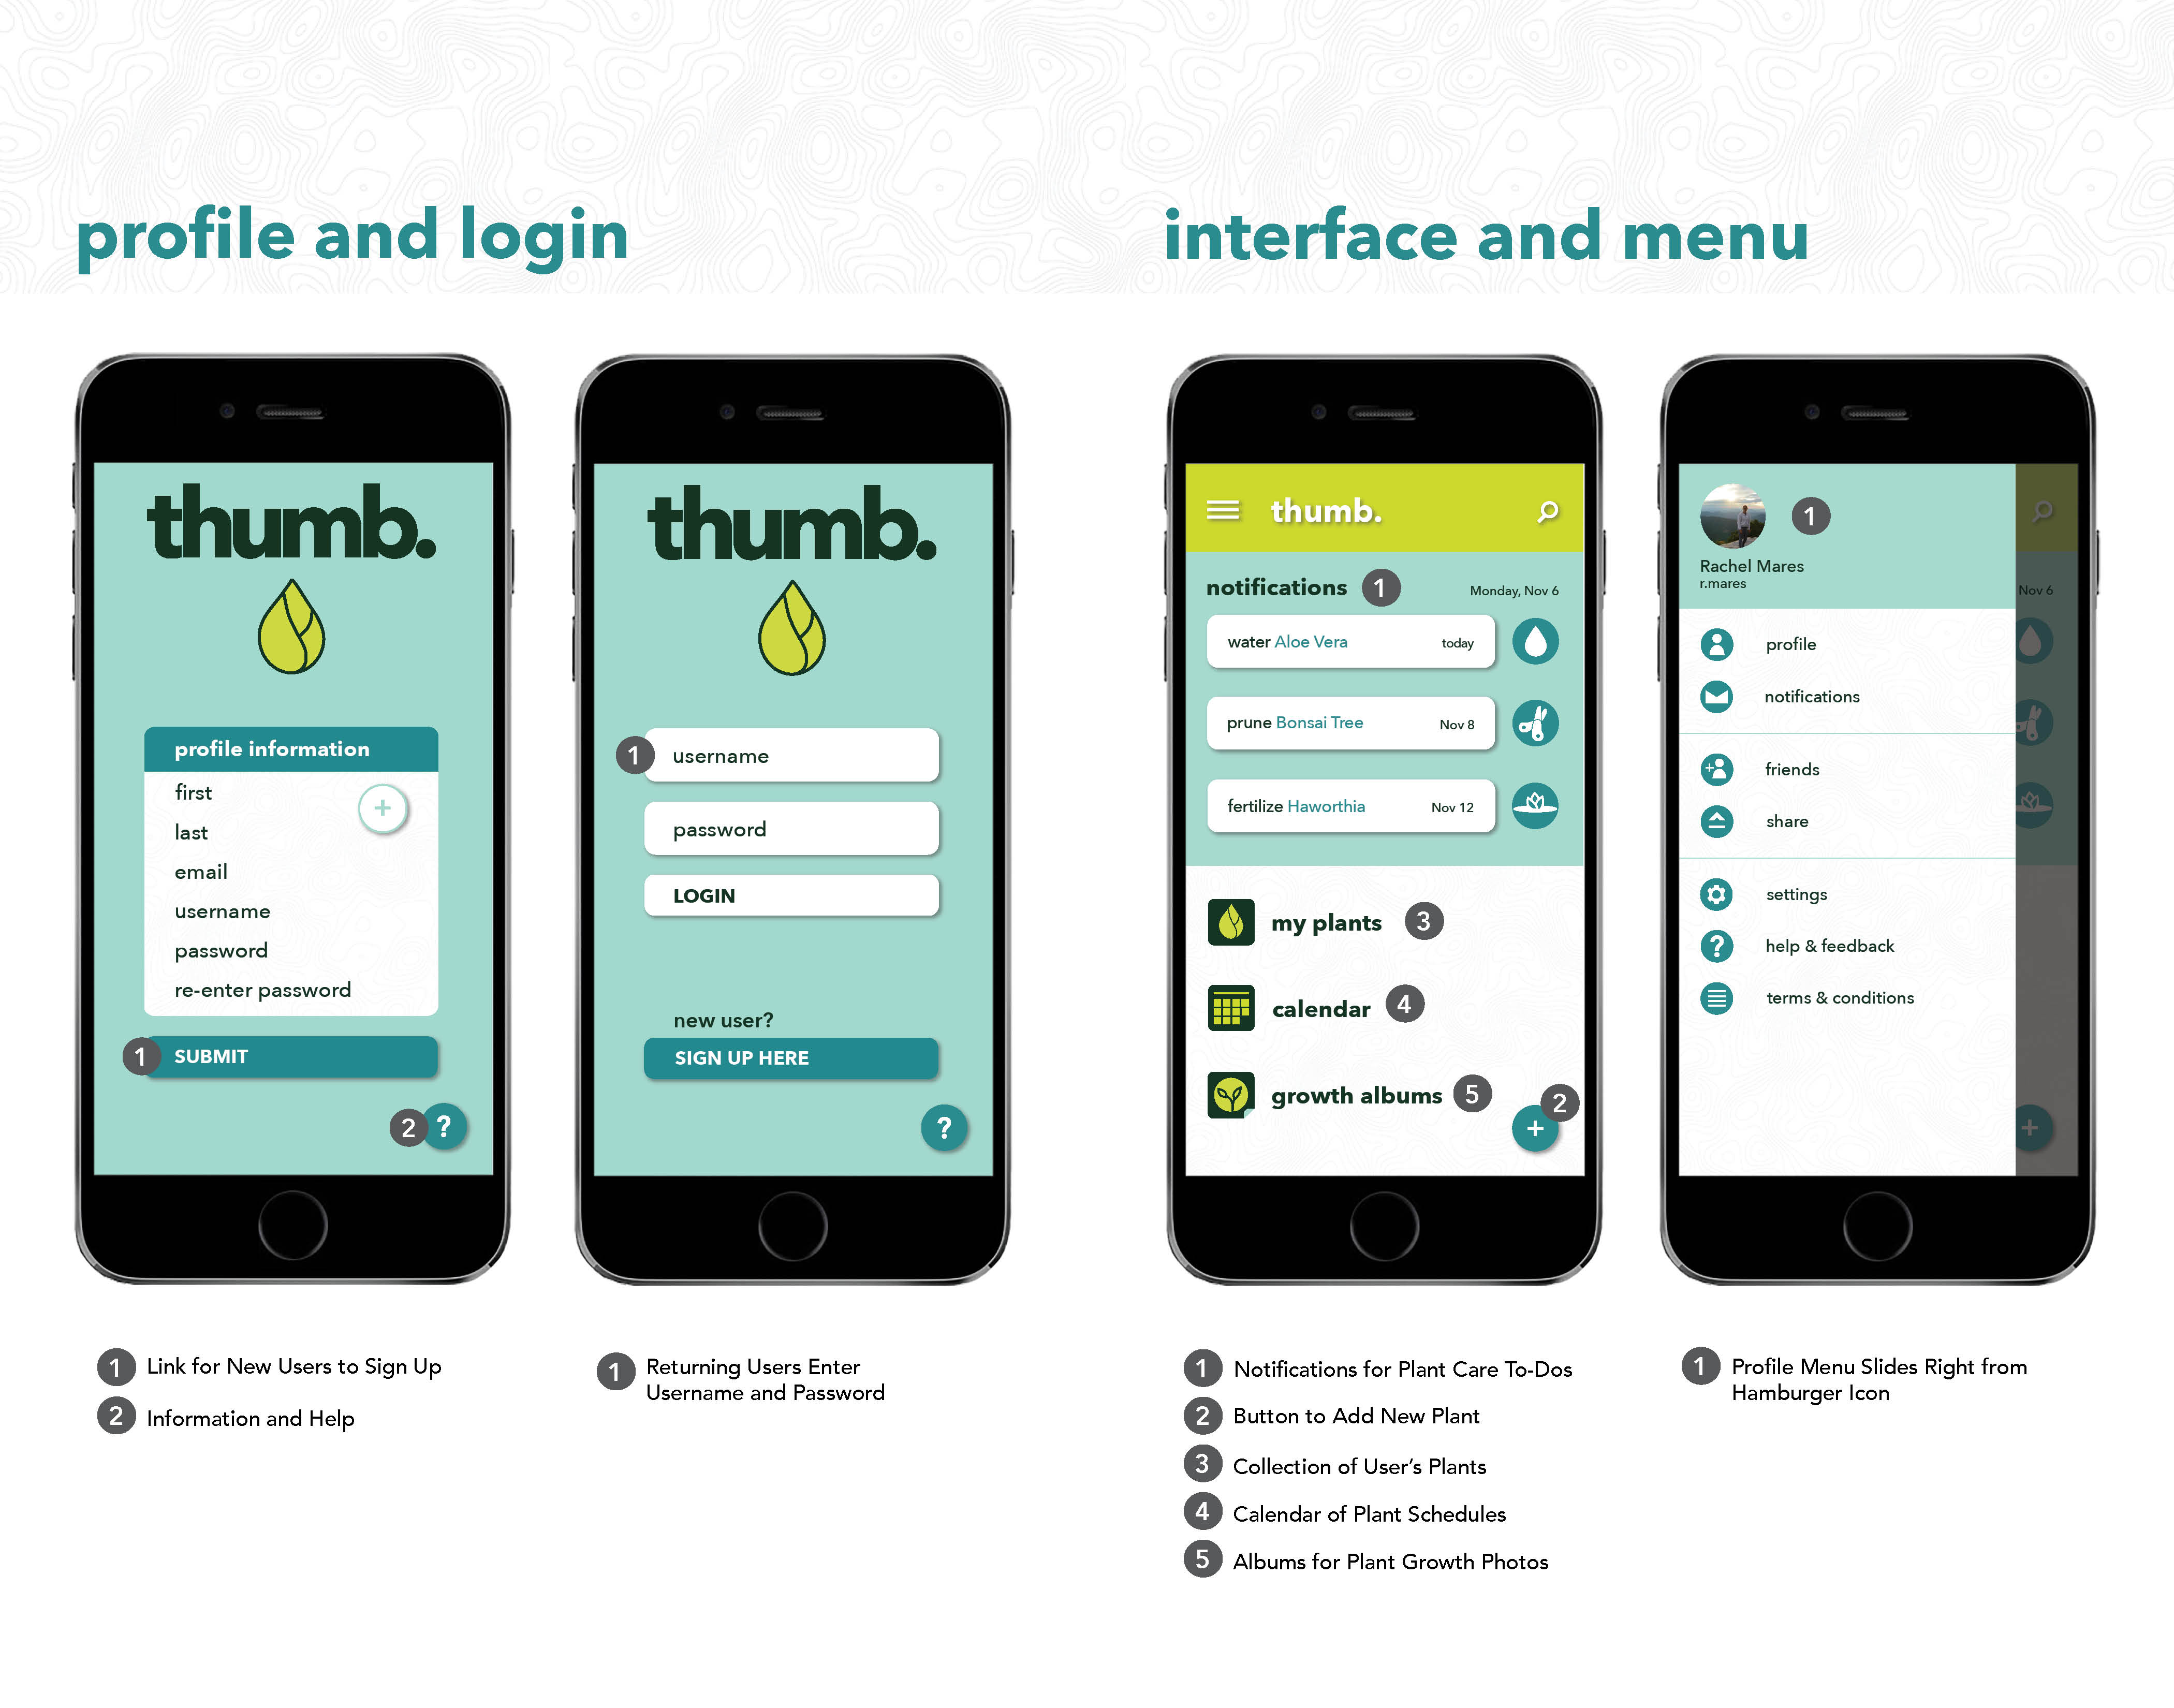 profile and login
interface and menu
thumb.
profile information
first
+
last
email
username
password
re-enter password
1 SUBMIT
2 ?
thumb.
1 username
password
LOGIN
new user?
SIGN UP HERE
?
thumb.
notifications 1 Monday, Nov 6
water Aloe Vera today
prune Bonsai Tree Nov 8
fertilize Haworthia Nov 12
my plants 3
calendar 4
growth albums 5
2
+
1
Rachel Mares
r.mares
Nov 6
profile
notifications
friends
share
settings
? help & feedback
terms & conditions
+
1 Link for New Users to Sign Up
2 Information and Help
1 Returning Users Enter
Username and Password
1 Notifications for Plant Care To-Dos
2 Button to Add New Plant
3 Collection of User's Plants
4 Calendar of Plant Schedules
5 Albums for Plant Growth Photos
1 Profile Menu Slides Right from
Hamburger Icon